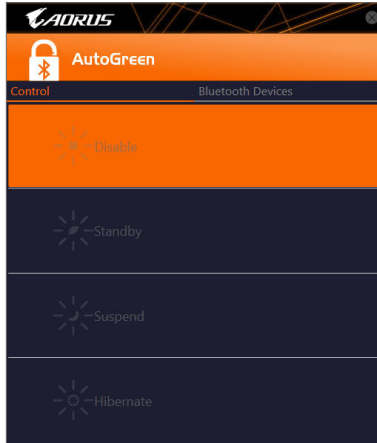 AORUS
AutoGreen
Control Bluetooth Devices
Disable
Standby
Suspend
Hibernate